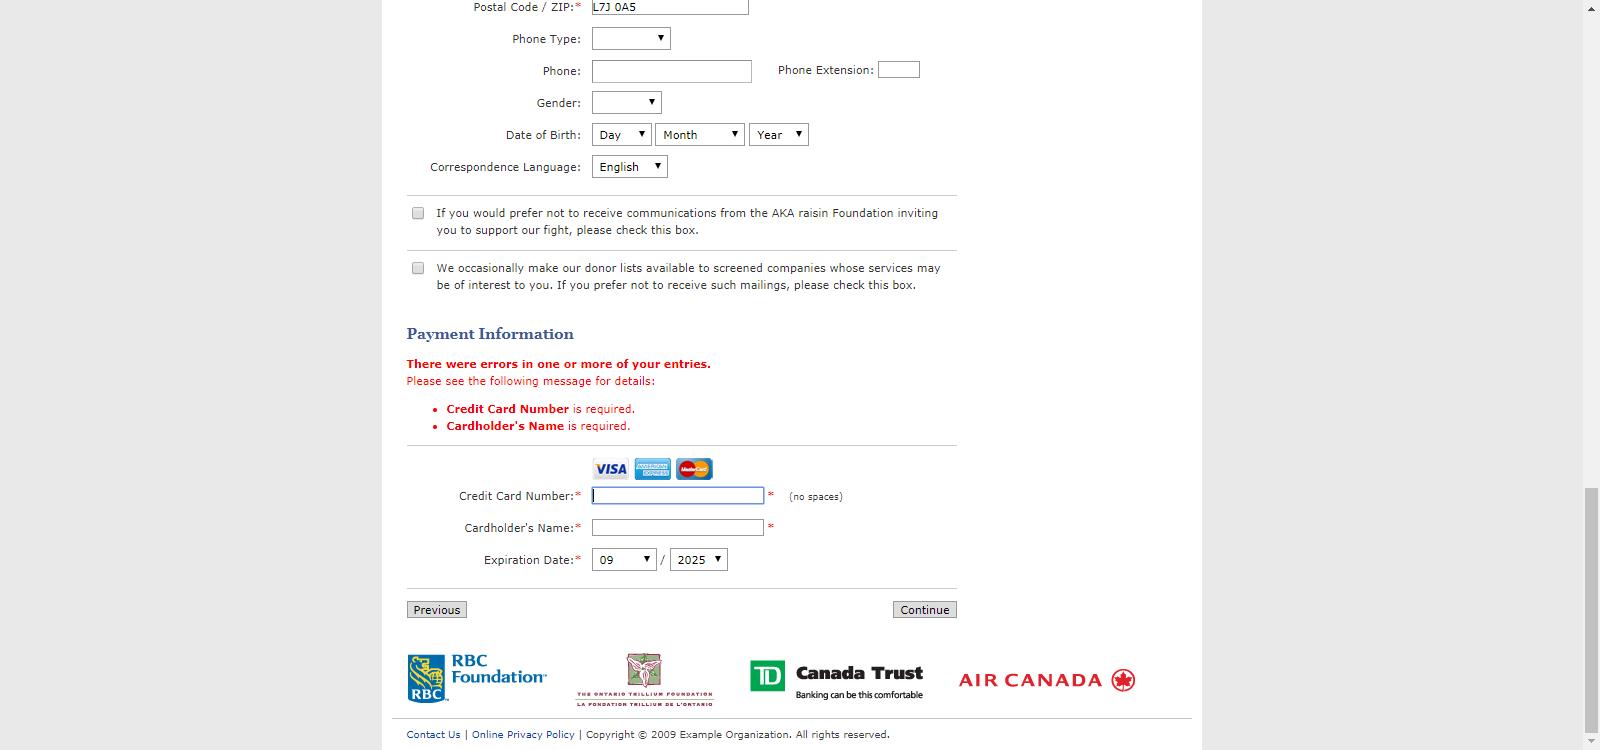 Postal Code / ZIP:* L7J 0A5
Phone Type:
Phone: Phone Extension:
Gender:
Date of Birth: Day Month Year
Correspondence Language: English
If you would prefer not to receive communications from the AKA raisin Foundation inviting
you to support our fight, please check this box.
We occasionally make our donor lists available to screened companies whose services may
be of interest to you. If you prefer not to receive such mailings, please check this box.
Payment Information
There were errors in one or more of your entries.
Please see the following message for details:
• Credit Card Number is required.
• Cardholder's Name is required.
VISA AMERICAN EXPRESS MasterCard
Credit Card Number:* * (no spaces)
Cardholder's Name:* *
Expiration Date:* 09 / 2025
Previous Continue
RBC
Foundation
RBC
THE ONTARIO TRILLIUM FOUNDATION
LA FONDATION TRILLIUM DE L'ONTARIO
TD Canada Trust
Banking can be this comfortable
AIR CANADA
Contact Us | Online Privacy Policy | Copyright © 2009 Example Organization. All rights reserved.